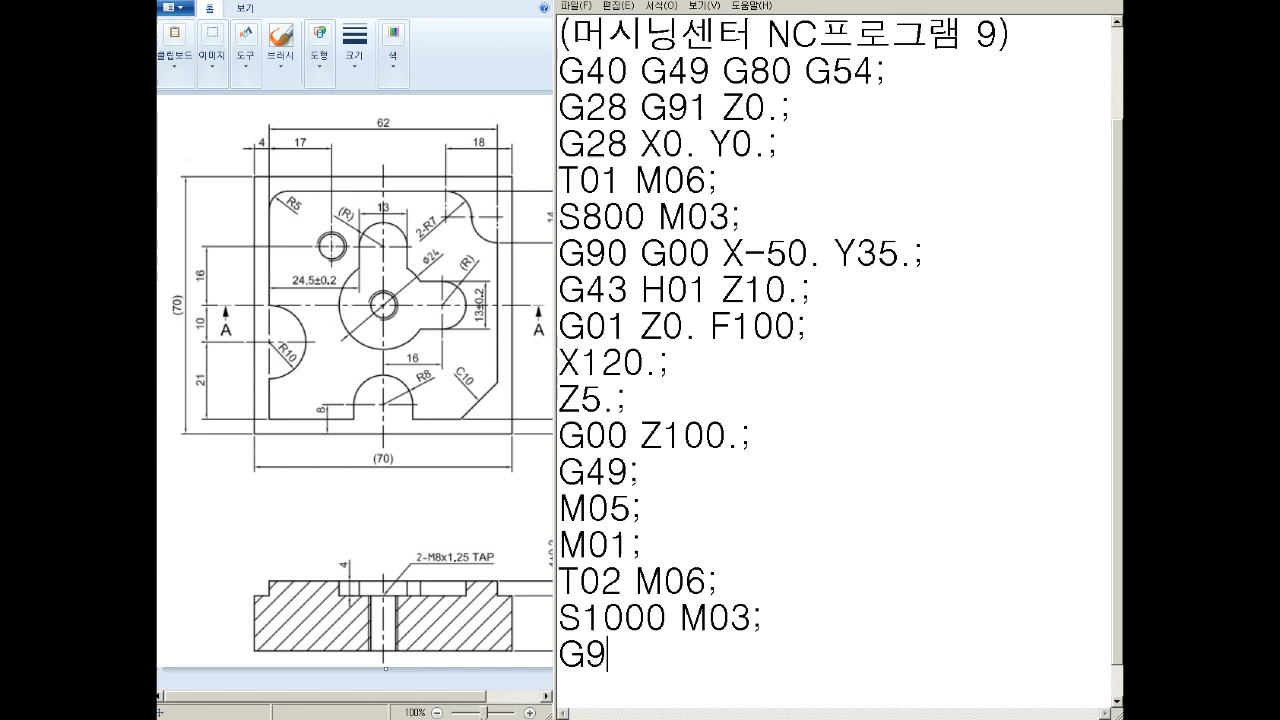 홈
보기
클립보드
이미지
도구
브러시
도형
크기
색
62
4
17
18
R5
(R)
13
2-R7
14
⌀24
(R)
16
24.5±0.2
13±0.2
(70)
A
A
10
R10
16
R8
C10
21
8
(70)
2-M8x1.25 TAP
4
100%
파일(F) 편집(E) 서식(O) 보기(V) 도움말(H)
(머시닝센터 NC프로그램 9)
G40 G49 G80 G54;
G28 G91 Z0.;
G28 X0. Y0.;
T01 M06;
S800 M03;
G90 G00 X-50. Y35.;
G43 H01 Z10.;
G01 Z0. F100;
X120.;
Z5.;
G00 Z100.;
G49;
M05;
M01;
T02 M06;
S1000 M03;
G9